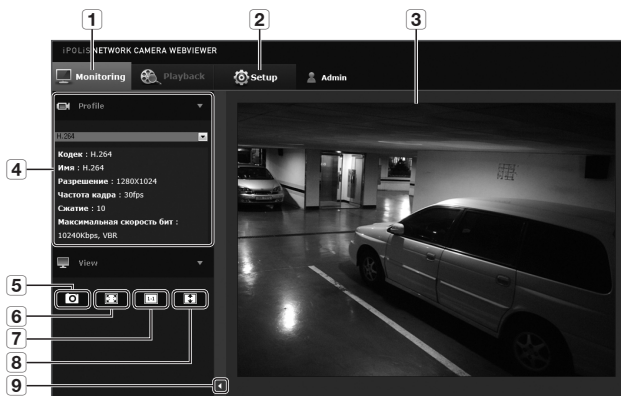 1
2
3
iPOLiS NETWORK CAMERA WEBVIEWER
Monitoring
Playback
Setup
Admin
Profile
H.264
Кодек : H.264
Имя : H.264
Разрешение : 1280X1024
Частота кадра : 30fps
Сжатие : 10
Максимальная скорость бит :
10240Kbps, VBR
4
View
5
6
7
8
9